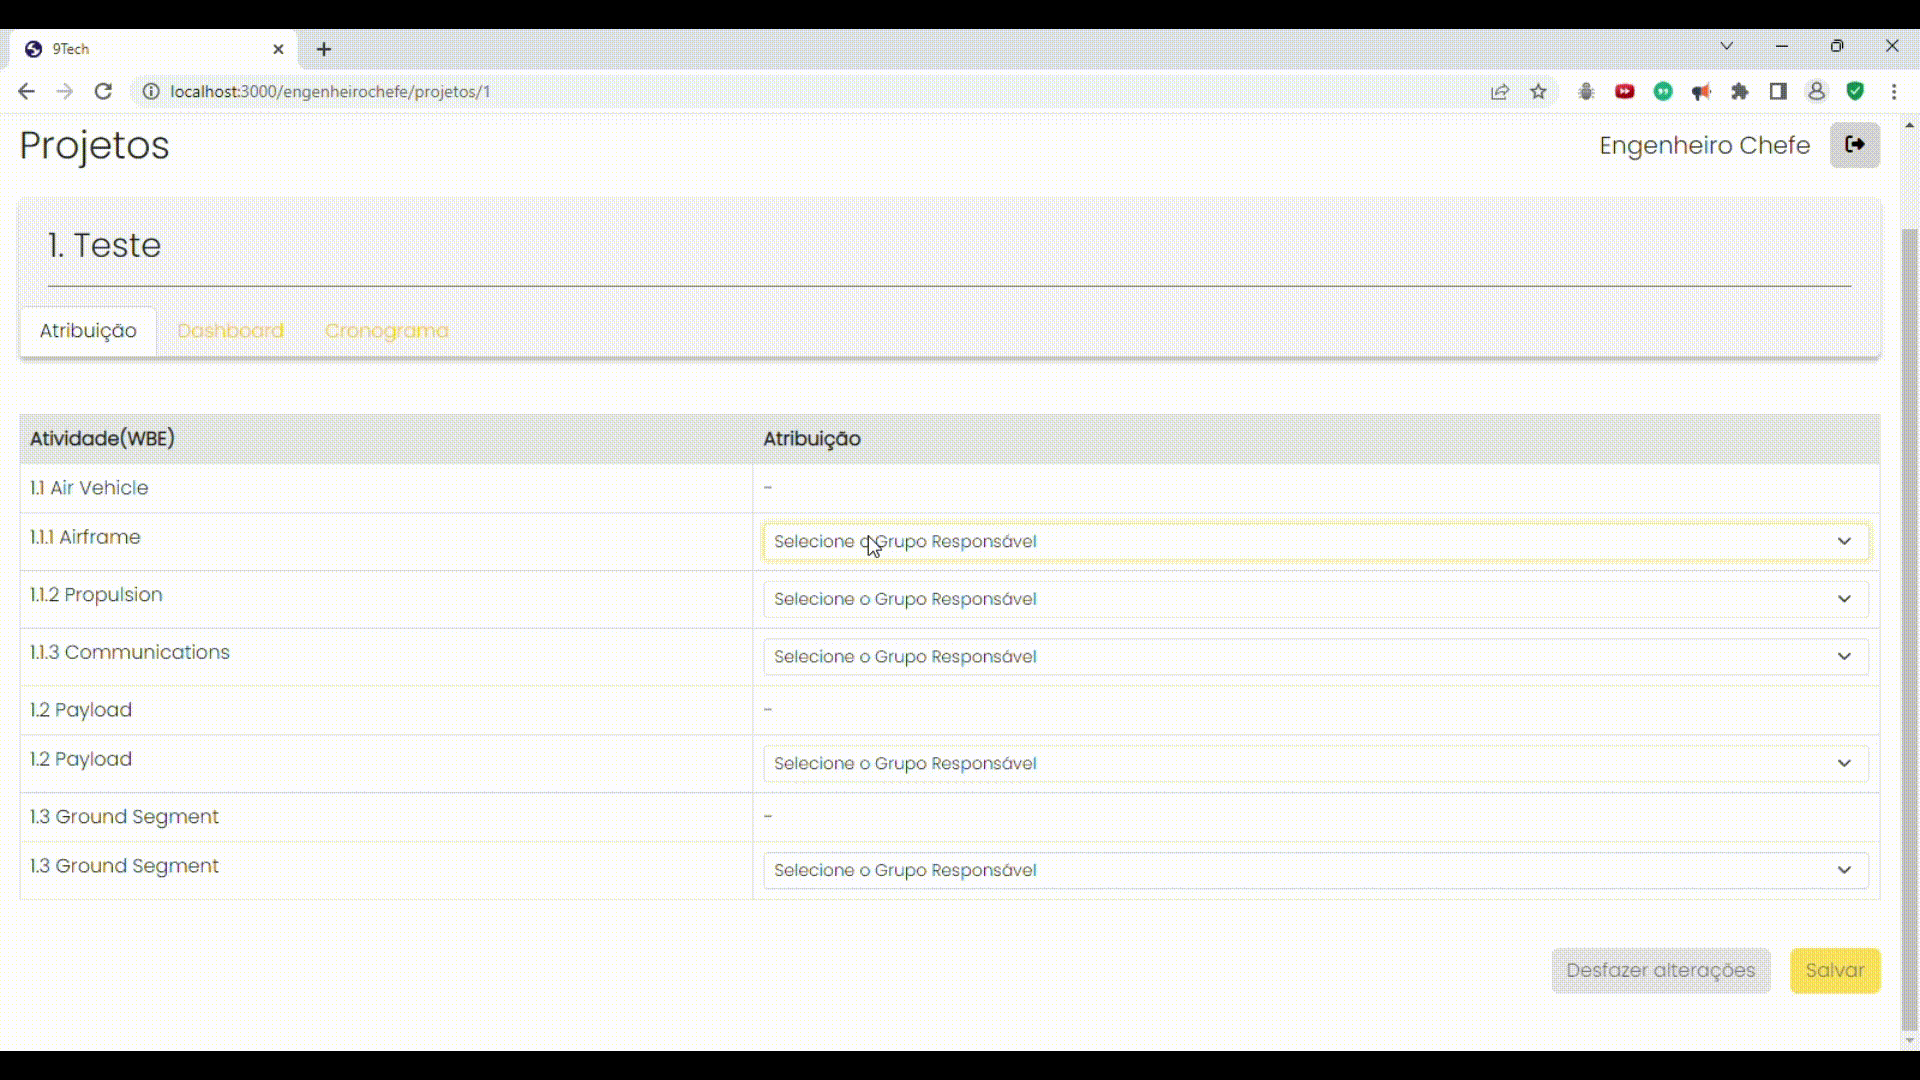 9Tech
localhost:3000/engenheirochefe/projetos/1
Projetos
Engenheiro Chefe
1. Teste
Atribuição Dashboard Cronograma
Atividade(WBE) Atribuição
1.1 Air Vehicle -
1.1.1 Airframe Selecione o Grupo Responsável
1.1.2 Propulsion Selecione o Grupo Responsável
1.1.3 Communications Selecione o Grupo Responsável
1.2 Payload -
1.2 Payload Selecione o Grupo Responsável
1.3 Ground Segment -
1.3 Ground Segment Selecione o Grupo Responsável
Desfazer alterações Salvar